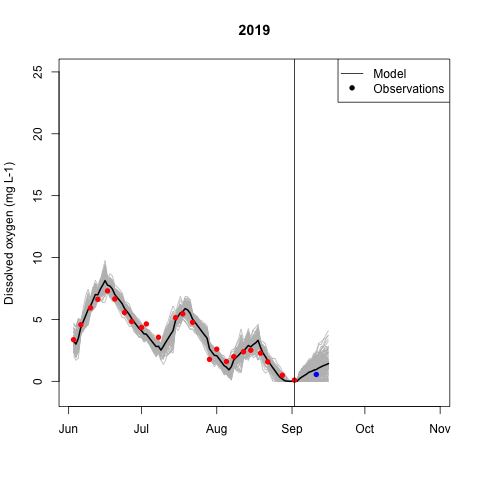 2019
Model
Observations
Dissolved oxygen (mg L-1)
25
20
15
10
5
0
Jun Jul Aug Sep Oct Nov